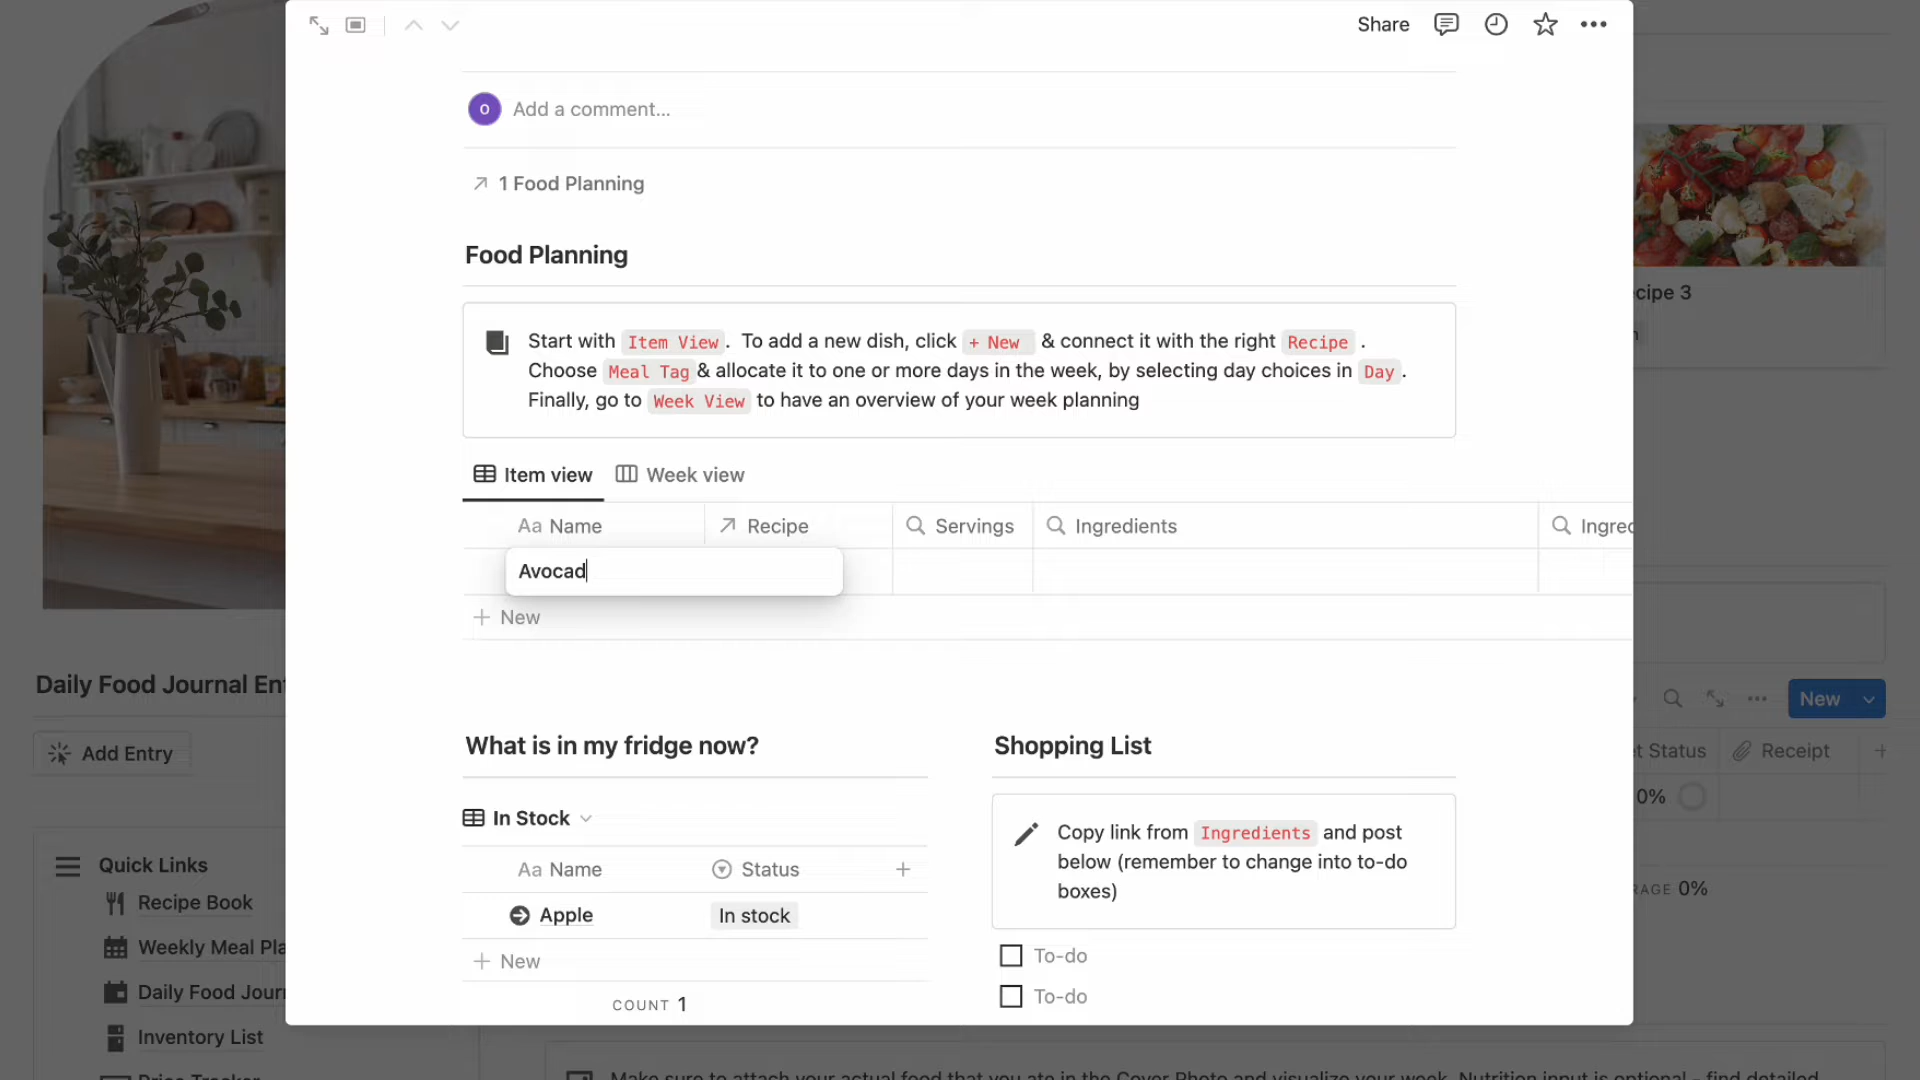 Share
O
Add a comment...
1 Food Planning
Food Planning
Start with Item View. To add a new dish, click + New & connect it with the right Recipe .
Choose Meal Tag & allocate it to one or more days in the week, by selecting day choices in Day .
Finally, go to Week View to have an overview of your week planning
Item view
Week view
Aa Name
Recipe
Servings
Ingredients
Ingred
Avocad
+ New
What is in my fridge now?
In Stock
Aa Name
Status
+
Apple
In stock
+ New
COUNT 1
Shopping List
Copy link from Ingredients and post
below (remember to change into to-do
boxes)
To-do
To-do
Daily Food Journal Ent
Add Entry
Quick Links
Recipe Book
Weekly Meal Pla
Daily Food Jour
Inventory List
ecipe 3
New
et Status
Receipt
+
0%
RAGE 0%